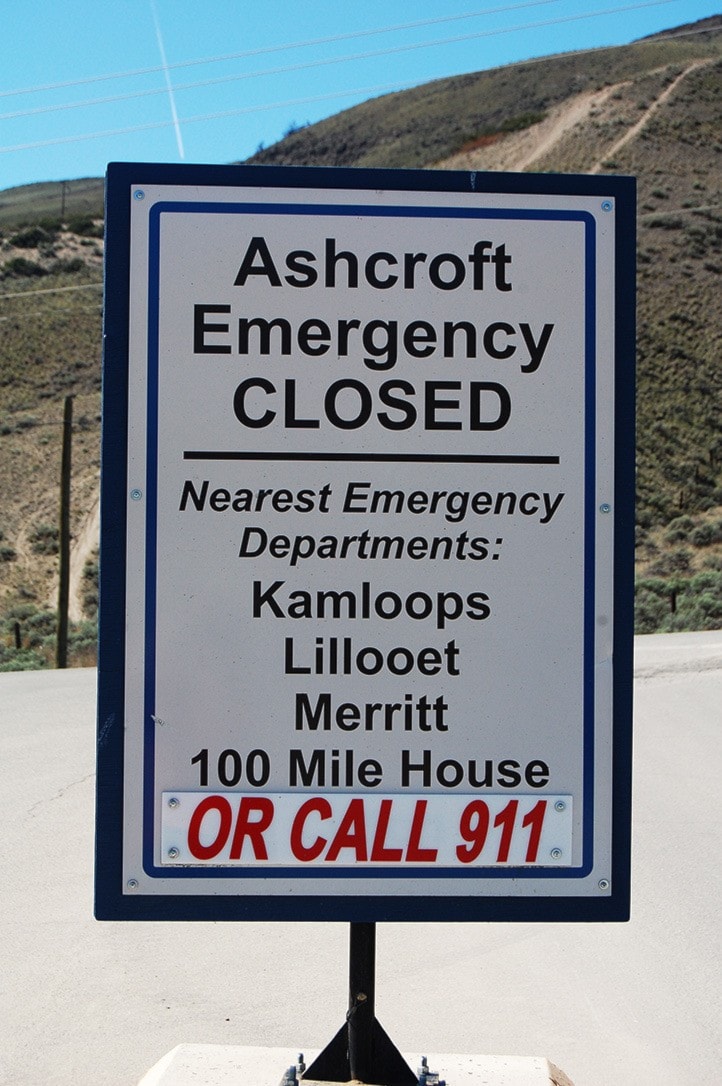 Ashcroft
Emergency
CLOSED
Nearest Emergency
Departments:
Kamloops
Lillooet
Merritt
100 Mile House
OR CALL 911